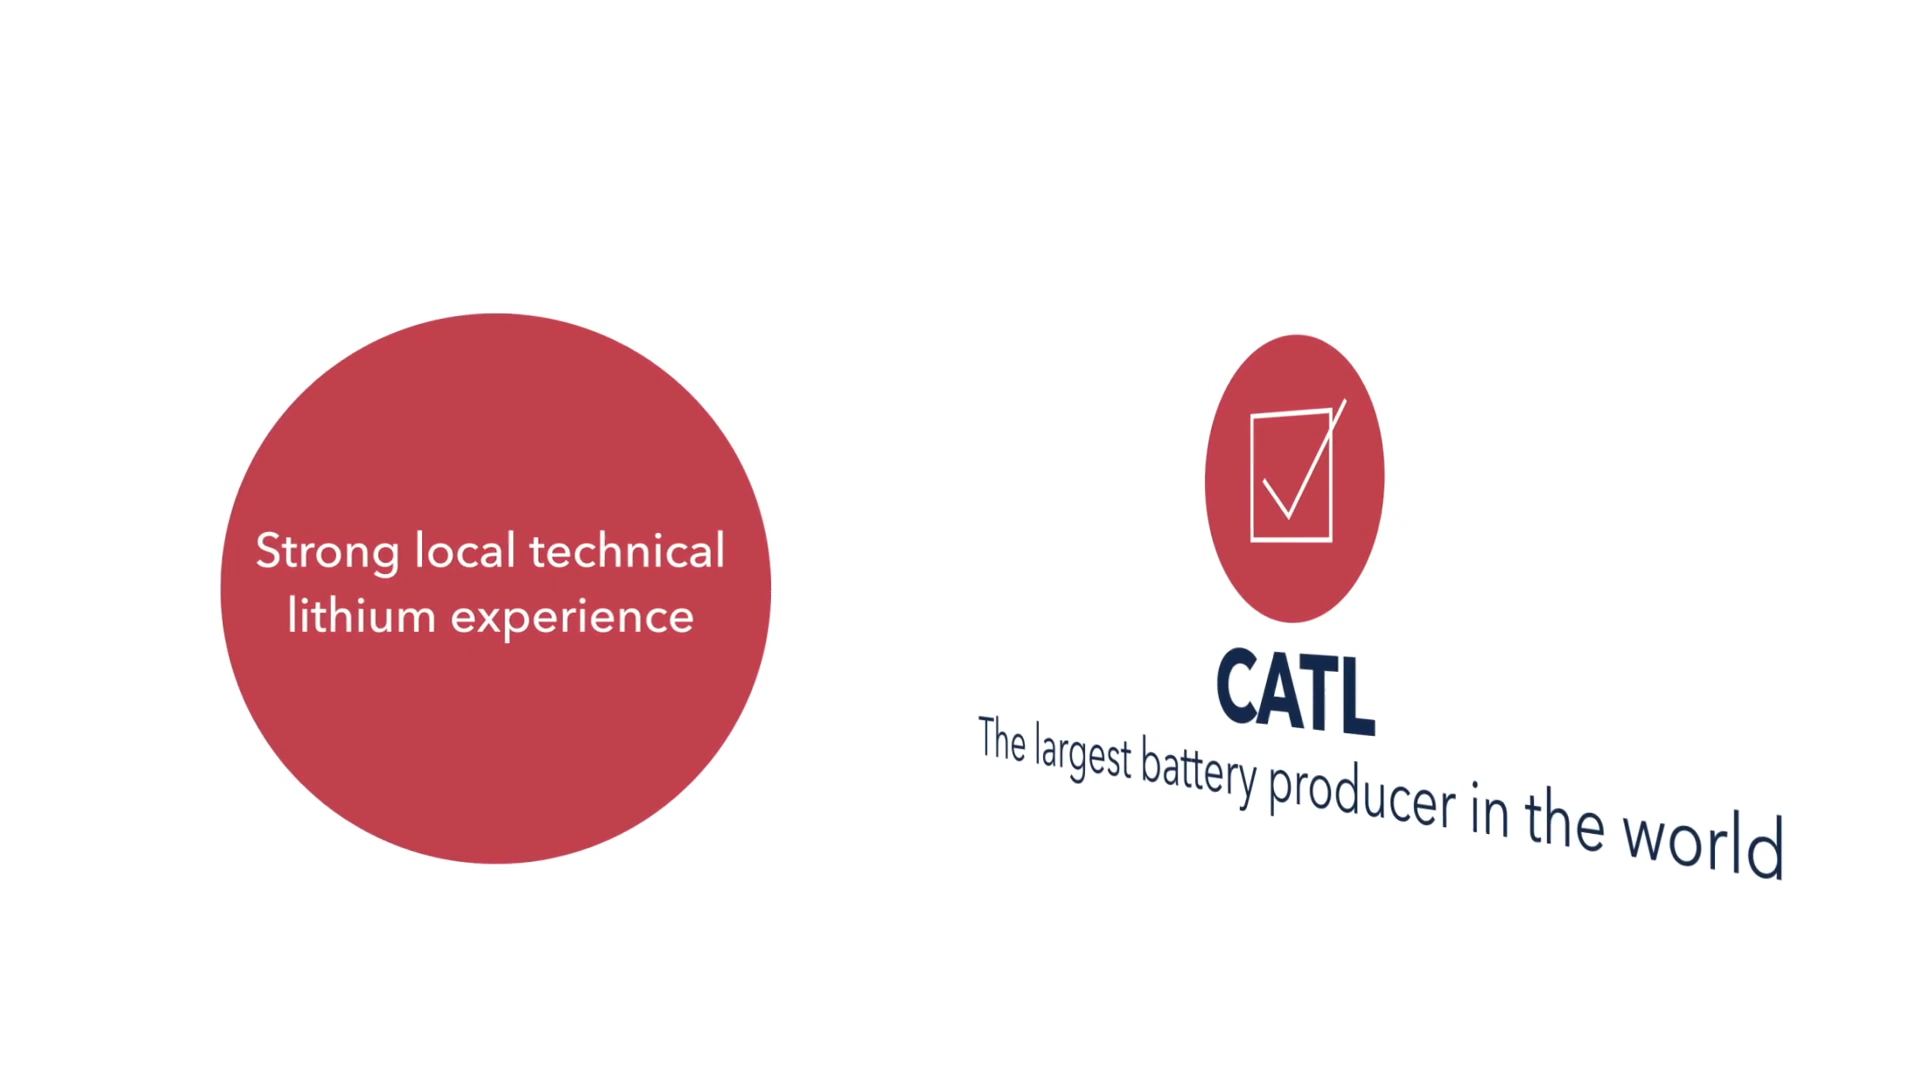 Strong local technical
lithium experience
CATL
The largest battery producer in the world